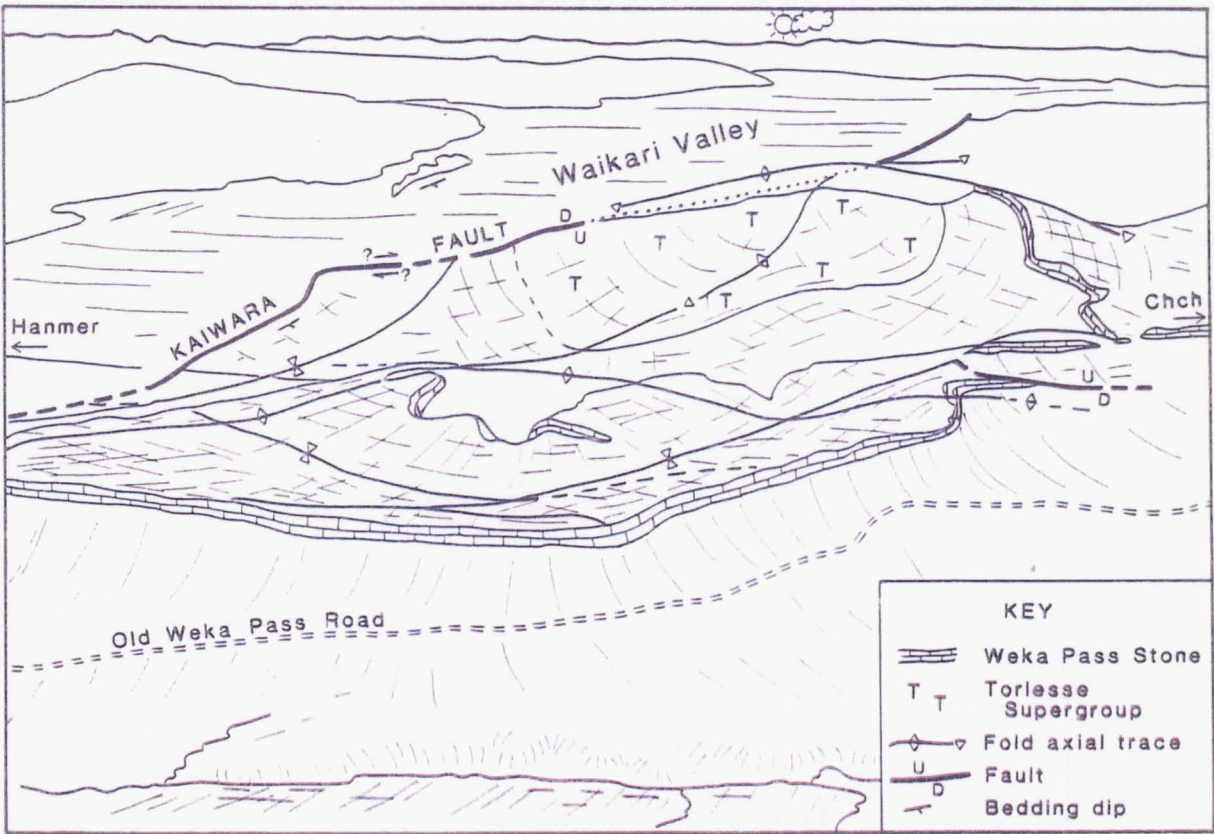 Waikari Valley
D
U
FAULT
? ?
KAIWARA
T T
T T
T T
T
Hanmer
Chch
U
D
Old Weka Pass Road
KEY
Weka Pass Stone
T T Torlesse
Supergroup
Fold axial trace
U
D
Fault
Bedding dip